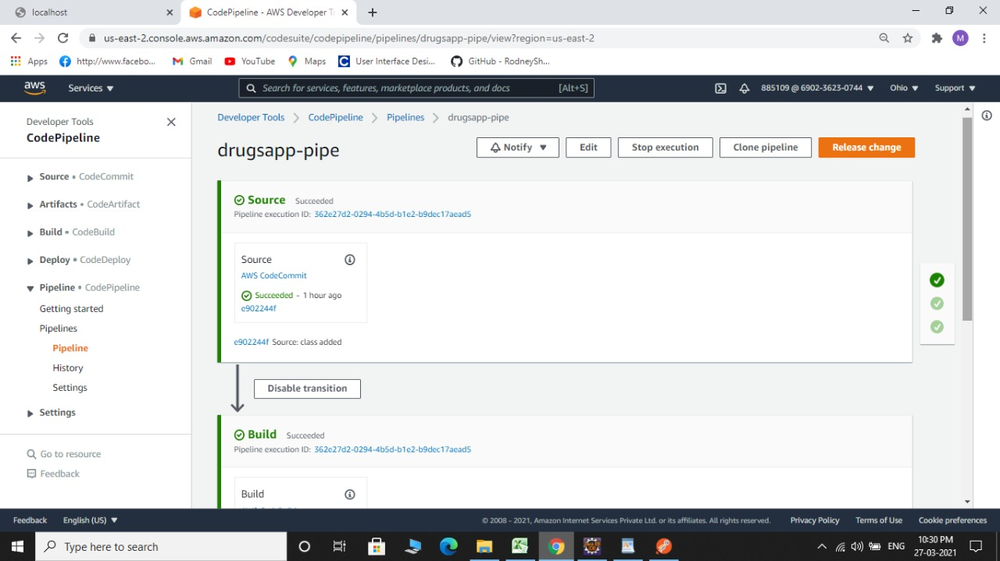 localhost
CodePipeline - AWS Developer To
us-east-2.console.aws.amazon.com/codesuite/codepipeline/pipelines/drugsapp-pipe/view?region=us-east-2
M
Apps
http://www.facebo...
Gmail
YouTube
Maps
User Interface Desi...
GitHub - RodneySh...
aws
Services
Search for services, features, marketplace products, and docs
[Alt+S]
885109 @ 6902-3623-0744
Ohio
Support
Developer Tools
CodePipeline
Source • CodeCommit
Artifacts • CodeArtifact
Build • CodeBuild
Deploy • CodeDeploy
Pipeline • CodePipeline
Getting started
Pipelines
Pipeline
History
Settings
Settings
Go to resource
Feedback
Developer Tools
CodePipeline
Pipelines
drugsapp-pipe
drugsapp-pipe
Notify
Edit
Stop execution
Clone pipeline
Release change
Source Succeeded
Pipeline execution ID: 362e27d2-0294-4b5d-b1e2-b9dec17aead5
Source
AWS CodeCommit
Succeeded - 1 hour ago
e902244f
e902244f Source: class added
Disable transition
Build Succeeded
Pipeline execution ID: 362e27d2-0294-4b5d-b1e2-b9dec17aead5
Build
Feedback
English (US)
© 2008 - 2021, Amazon Internet Services Private Ltd. or its affiliates. All rights reserved.
Privacy Policy
Terms of Use
Cookie preferences
Type here to search
ENG
10:30 PM
27-03-2021